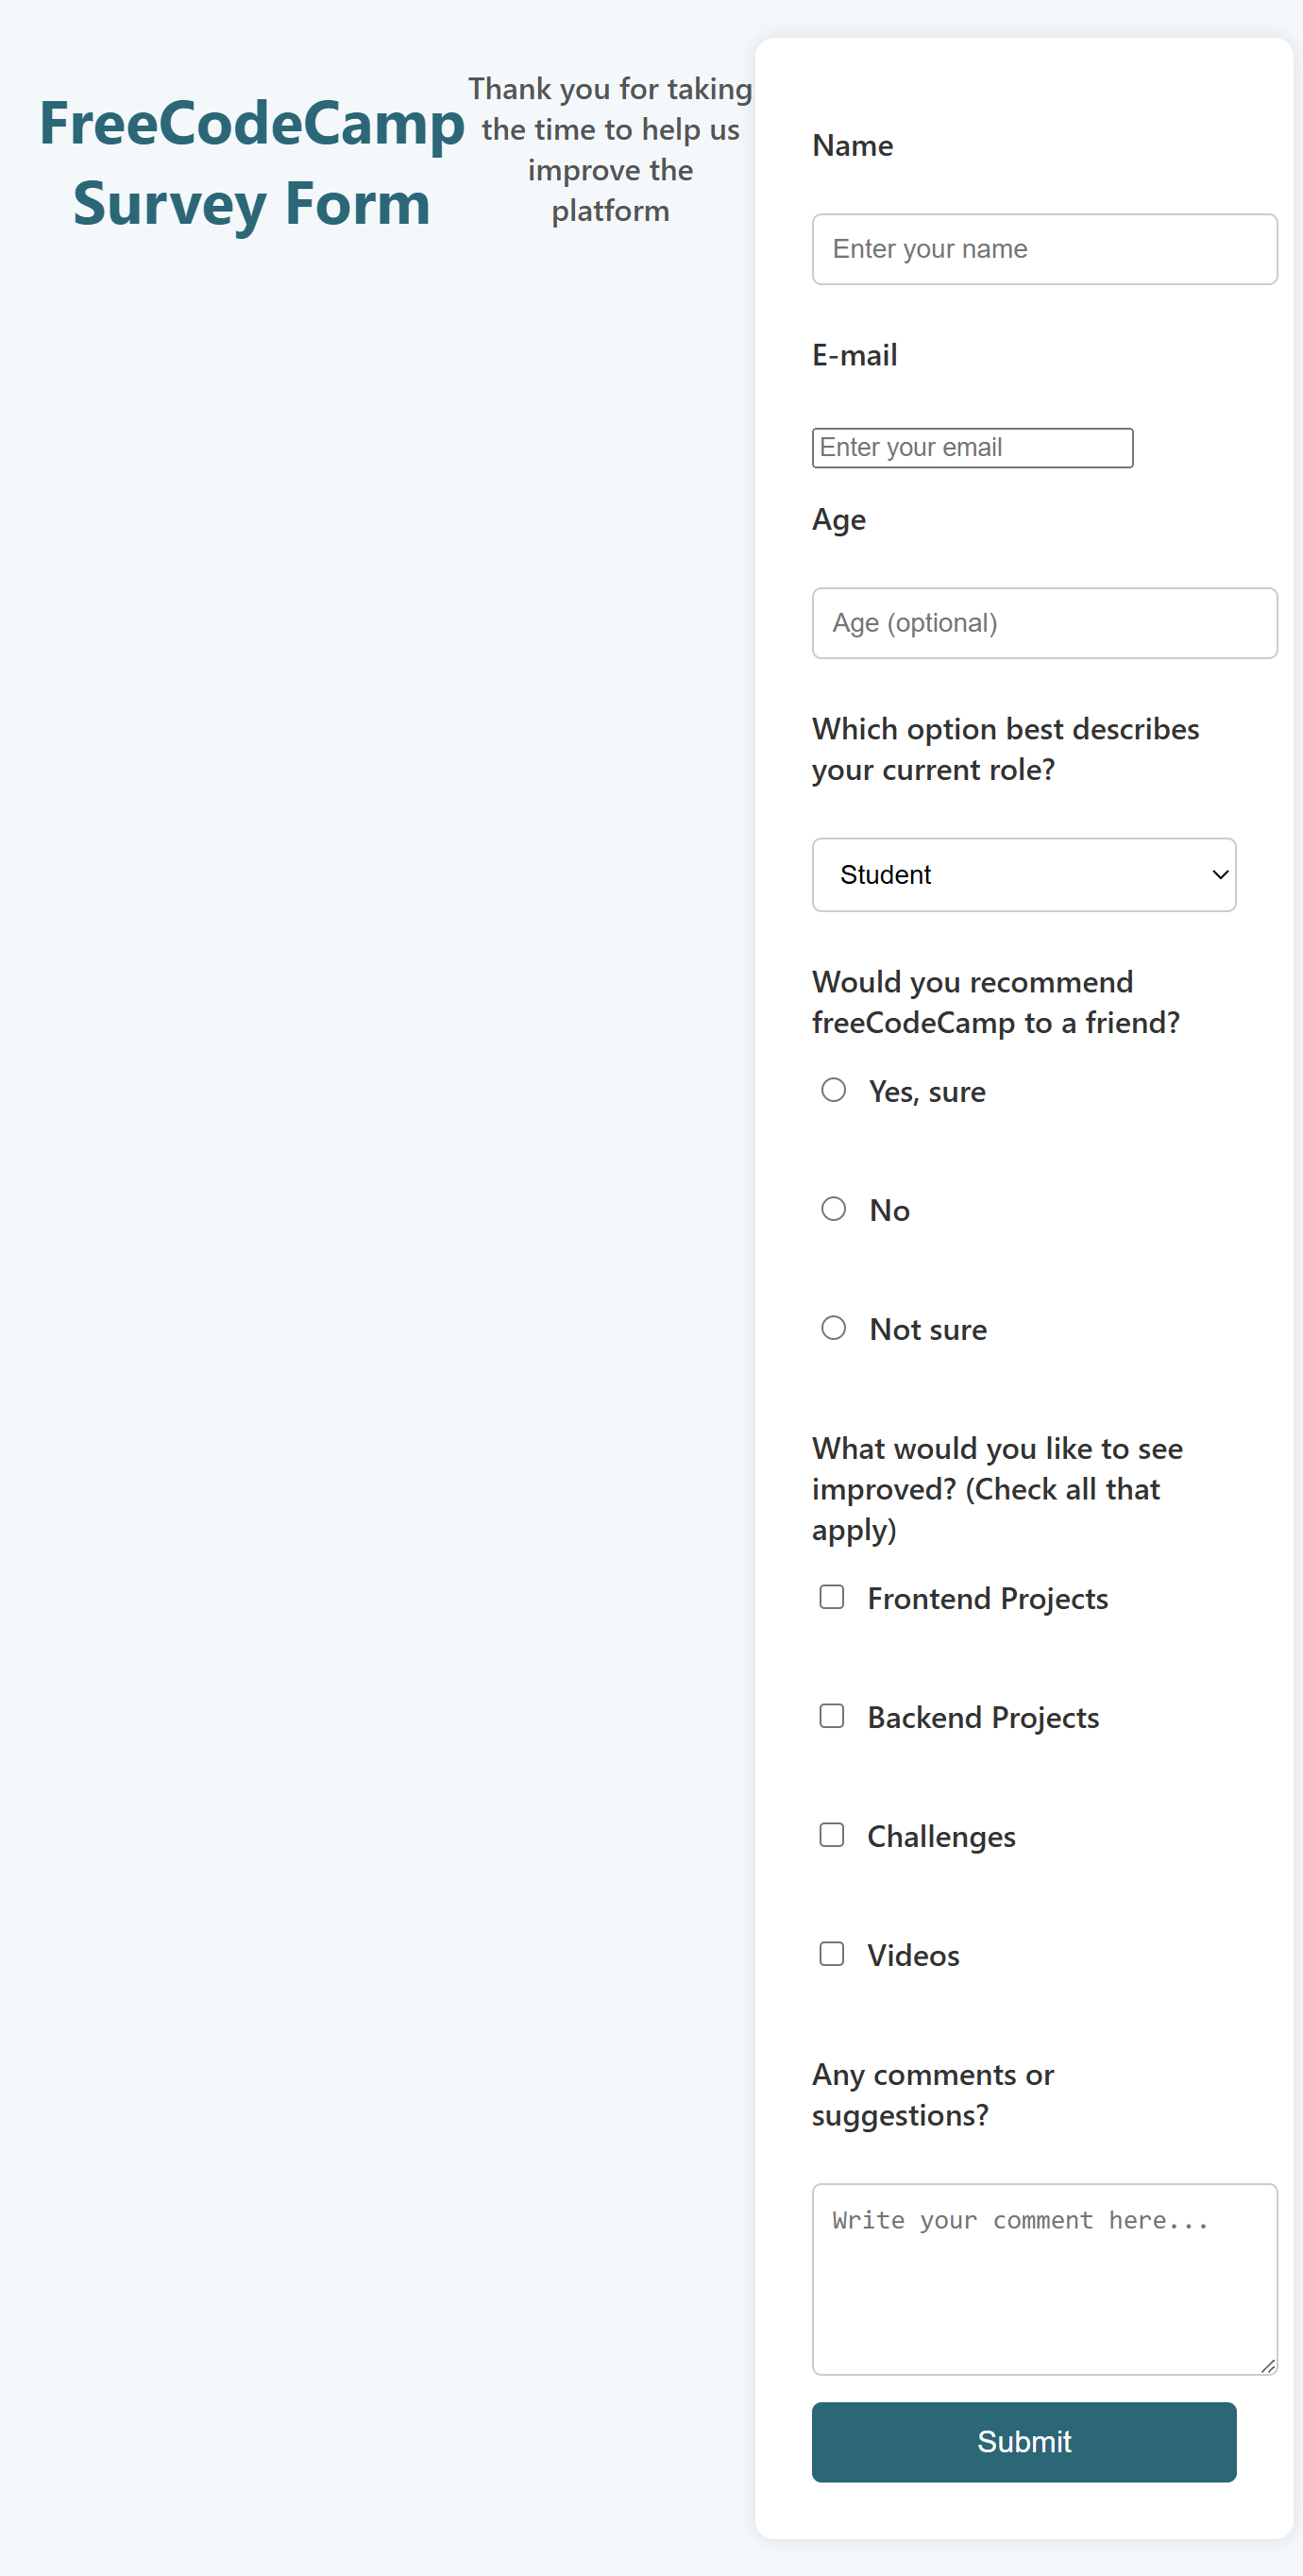 FreeCodeCamp
Survey Form
Thank you for taking
the time to help us
improve the
platform
Name
Enter your name
E-mail
Enter your email
Age
Age (optional)
Which option best describes
your current role?
Student
Would you recommend
freeCodeCamp to a friend?
Yes, sure
No
Not sure
What would you like to see
improved? (Check all that
apply)
Frontend Projects
Backend Projects
Challenges
Videos
Any comments or
suggestions?
Write your comment here...
Submit